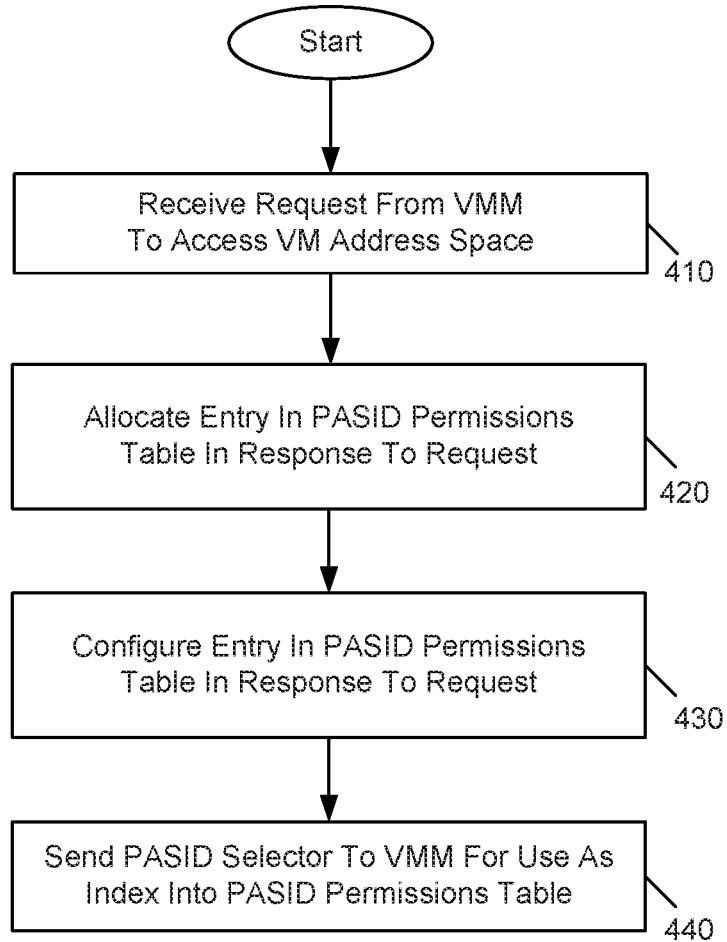 Start
Receive Request From VMM
To Access VM Address Space
410
Allocate Entry In PASID Permissions
Table In Response To Request
420
Configure Entry In PASID Permissions
Table In Response To Request
430
Send PASID Selector To VMM For Use As
Index Into PASID Permissions Table
440